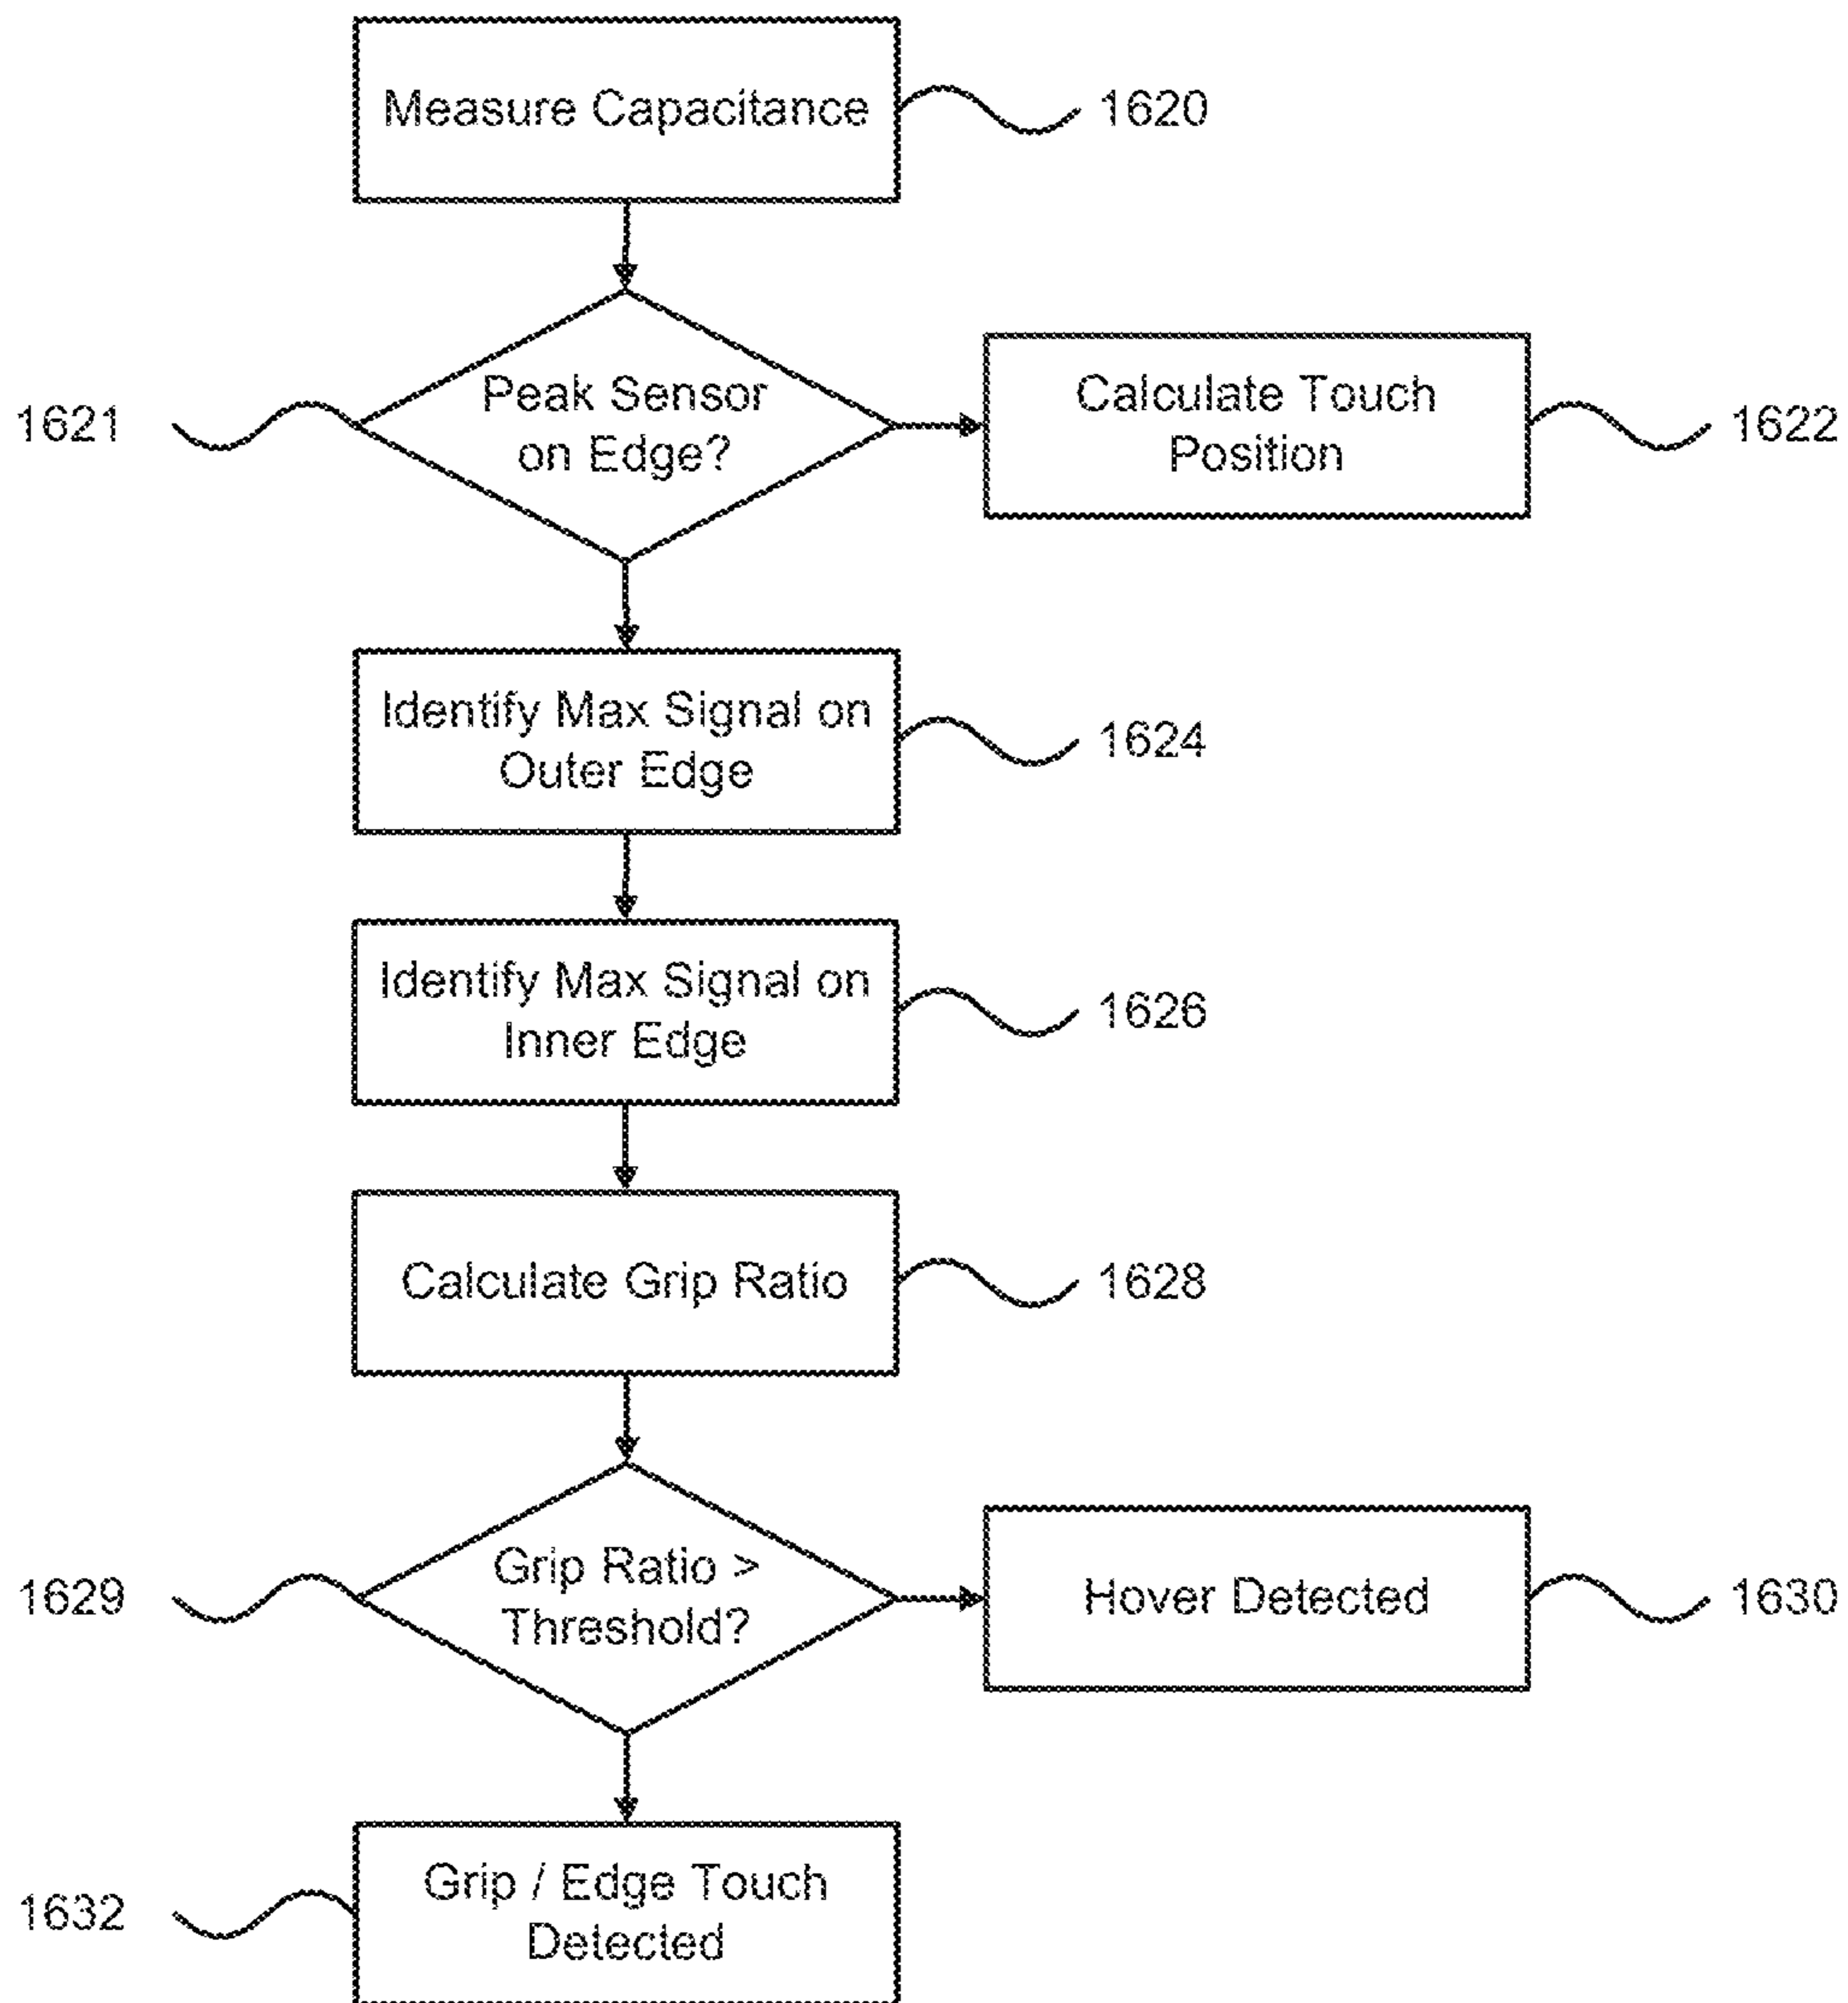 Measure Capacitance
1620
Peak Sensor
on Edge?
1621
Calculate Touch
Position
1622
Identify Max Signal on
Outer Edge
1624
Identify Max Signal on
Inner Edge
1626
Calculate Grip Ratio
1628
Grip Ratio >
Threshold?
1629
Hover Detected
1630
Grip / Edge Touch
Detected
1632